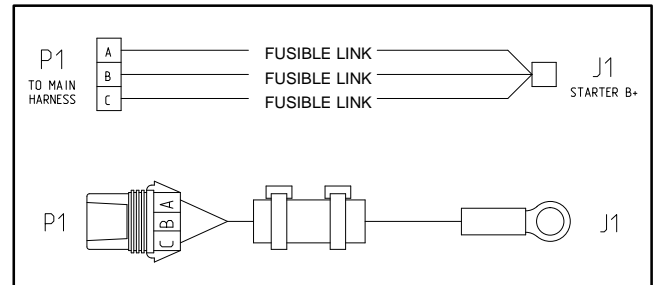 P1
TO MAIN
HARNESS
A
B
C
FUSIBLE LINK
FUSIBLE LINK
FUSIBLE LINK
J1
STARTER B+
P1
A
B
C
J1